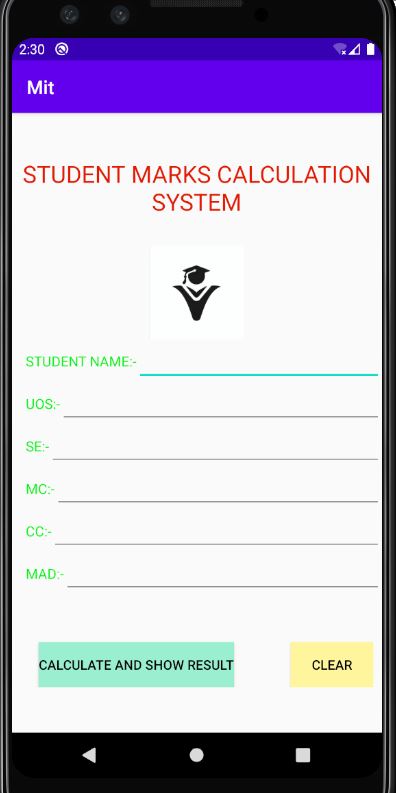 2:30
Mit
STUDENT MARKS CALCULATION
SYSTEM
STUDENT NAME:-
UOS:-
SE:-
MC:-
CC:-
MAD:-
CALCULATE AND SHOW RESULT CLEAR